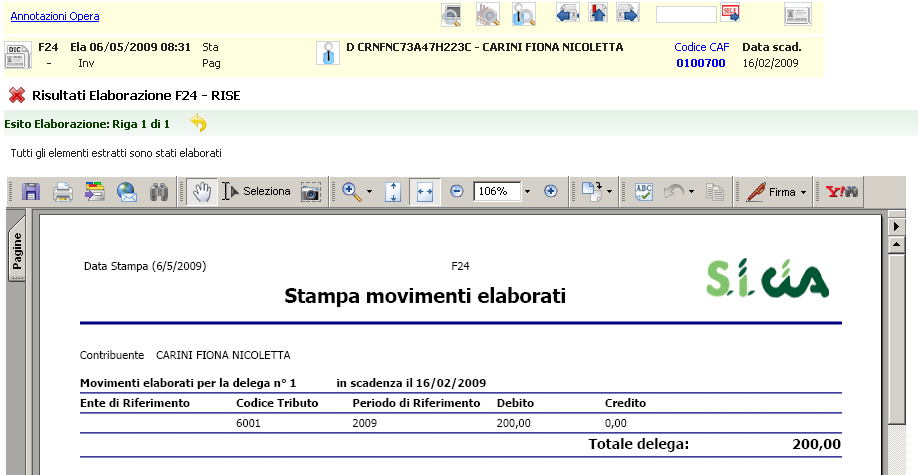 Annotazioni Opera
SELE
DIC F24 Ela 06/05/2009 08:31 Sta D CRNFNC73A47H223C - CARINI FIONA NICOLETTA Codice CAF Data scad.
- Inv Pag 0100700 16/02/2009
Risultati Elaborazione F24 - RISE
Esito Elaborazione: Riga 1 di 1
Tutti gli elementi estratti sono stati elaborati
Seleziona 106% ABC Firma Y!
Pagine
Data Stampa (6/5/2009) F24
S.i. CIA
Stampa movimenti elaborati
Contribuente CARINI FIONA NICOLETTA
Movimenti elaborati per la delega n° 1 in scadenza il 16/02/2009
Ente di Riferimento Codice Tributo Periodo di Riferimento Debito Credito
6001 2009 200,00 0,00
Totale delega: 200,00